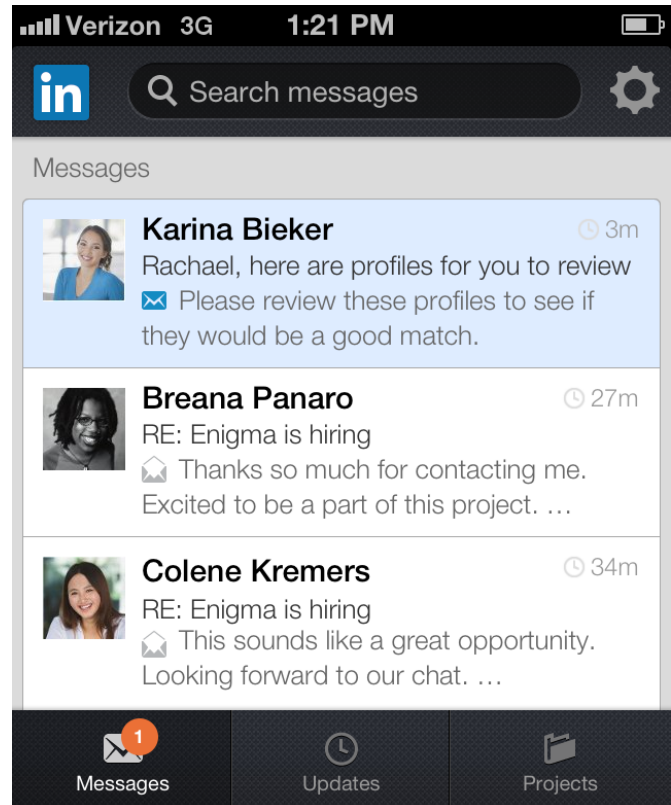 Verizon 3G 1:21 PM
in Search messages
Messages
Karina Bieker 3m
Rachael, here are profiles for you to review
Please review these profiles to see if
they would be a good match.
Breana Panaro 27m
RE: Enigma is hiring
Thanks so much for contacting me.
Excited to be a part of this project. …
Colene Kremers 34m
RE: Enigma is hiring
This sounds like a great opportunity.
Looking forward to our chat. …
1
Messages Updates Projects